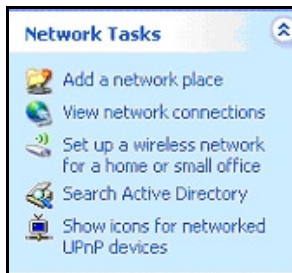 Network Tasks
Add a network place
View network connections
Set up a wireless network
for a home or small office
Search Active Directory
Show icons for networked
UPnP devices